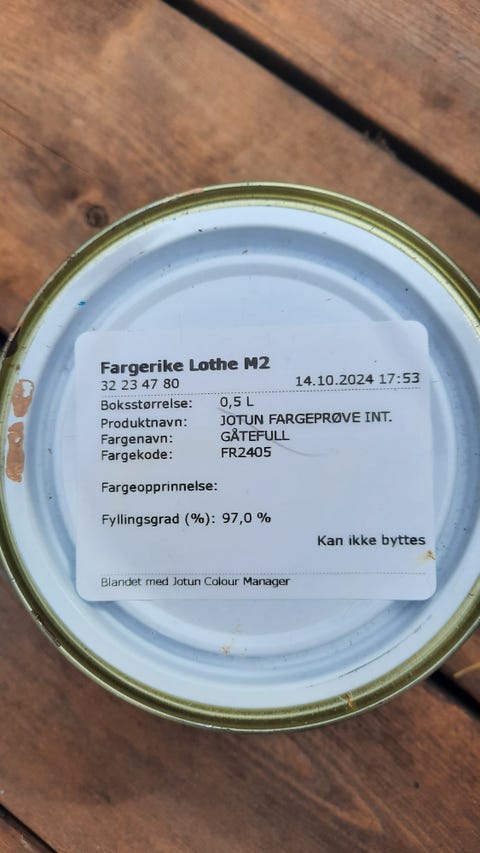 Fargerike Lothe M2
32 23 47 80 14.10.2024 17:53
Boksstørrelse: 0,5 L
Produktnavn: JOTUN FARGEPRØVE INT.
Fargenavn: GÅTEFULL
Fargekode: FR2405
Fargeopprinnelse:
Fyllingsgrad (%): 97,0 %
Kan ikke byttes
Blandet med Jotun Colour Manager